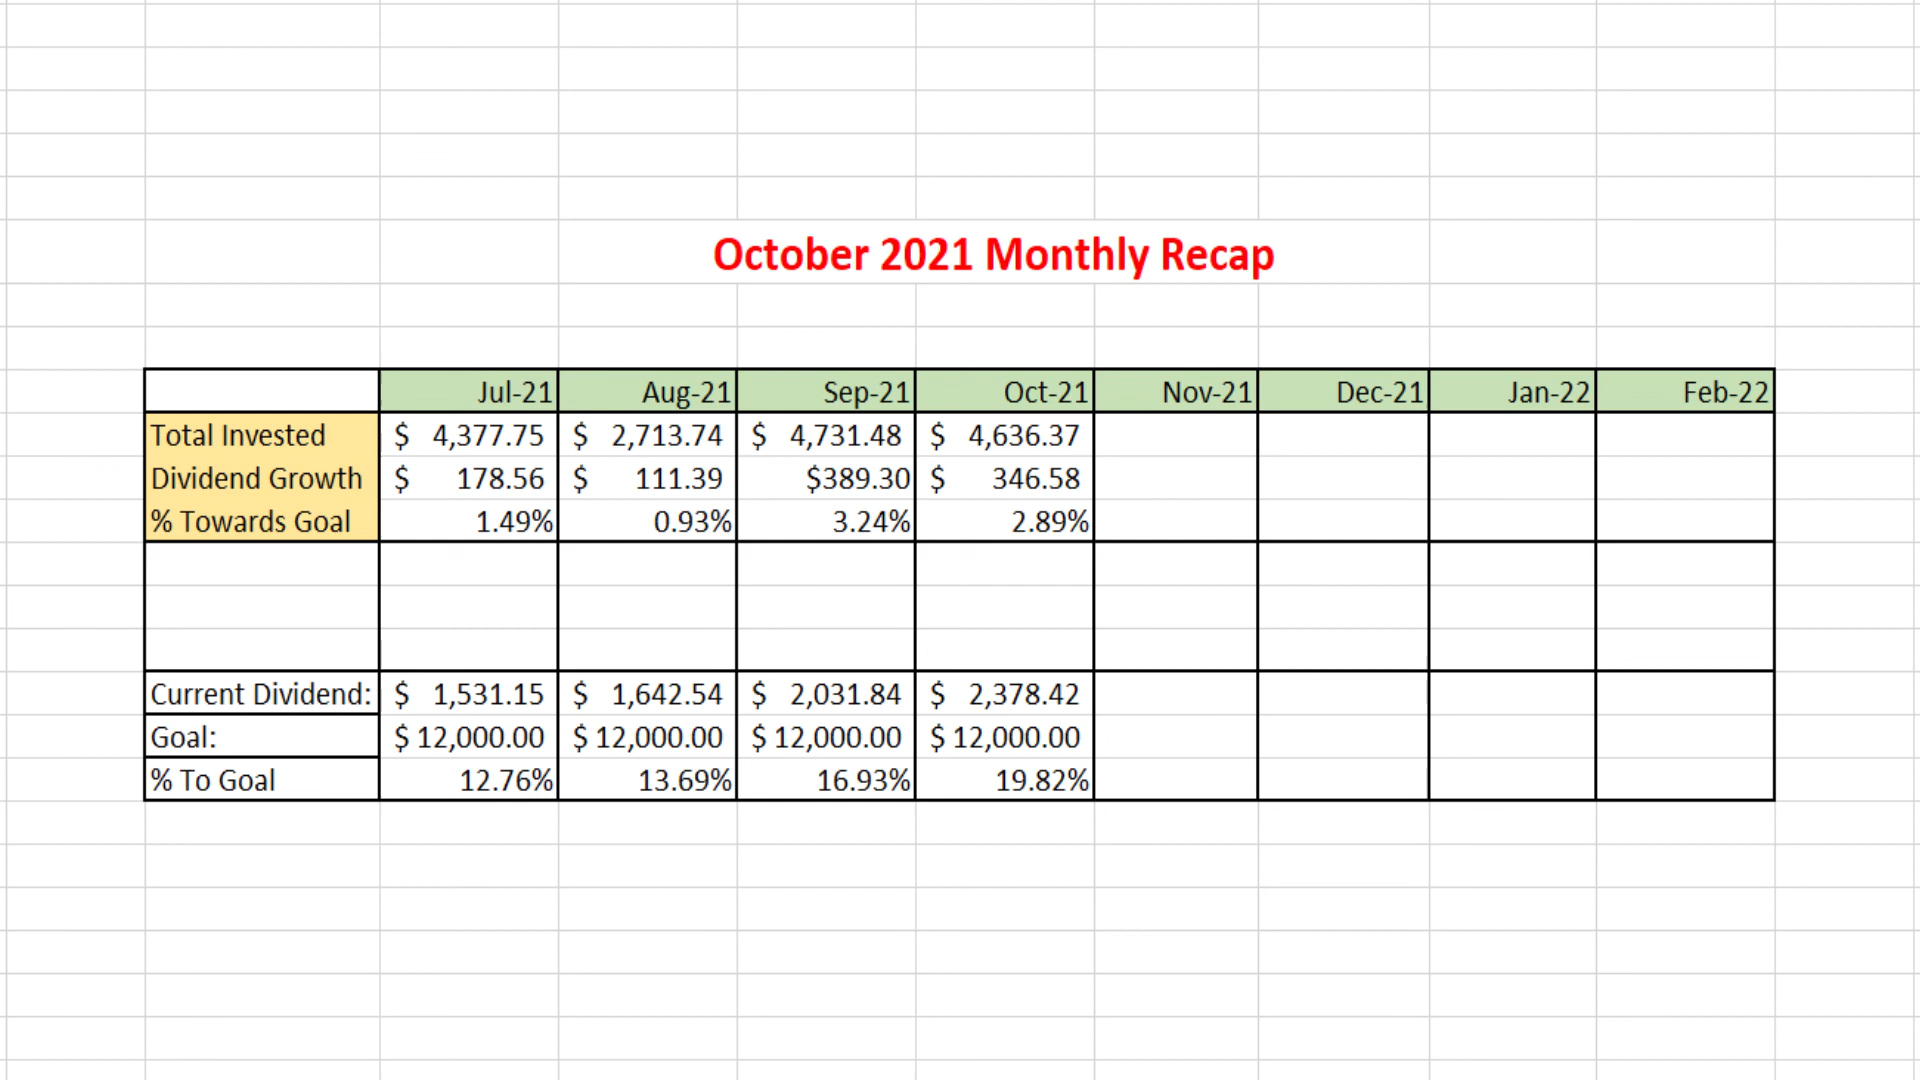 October 2021 Monthly Recap
Jul-21 Aug-21 Sep-21 Oct-21 Nov-21 Dec-21 Jan-22 Feb-22
Total Invested $ 4,377.75 $ 2,713.74 $ 4,731.48 $ 4,636.37
Dividend Growth $ 178.56 $ 111.39 $389.30 $ 346.58
% Towards Goal 1.49% 0.93% 3.24% 2.89%
Current Dividend: $ 1,531.15 $ 1,642.54 $ 2,031.84 $ 2,378.42
Goal: $ 12,000.00 $ 12,000.00 $ 12,000.00 $ 12,000.00
% To Goal 12.76% 13.69% 16.93% 19.82%